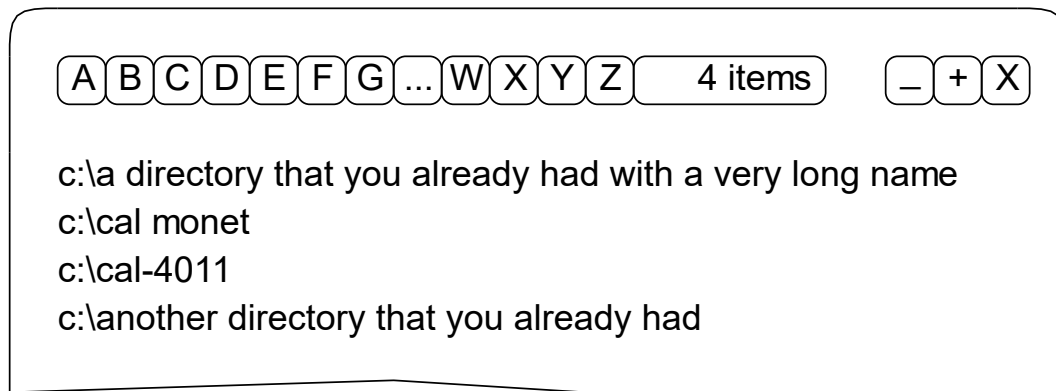 A B C D E F G ... W X Y Z 4 items _ + X
c:\a directory that you already had with a very long name
c:\cal monet
c:\cal-4011
c:\another directory that you already had